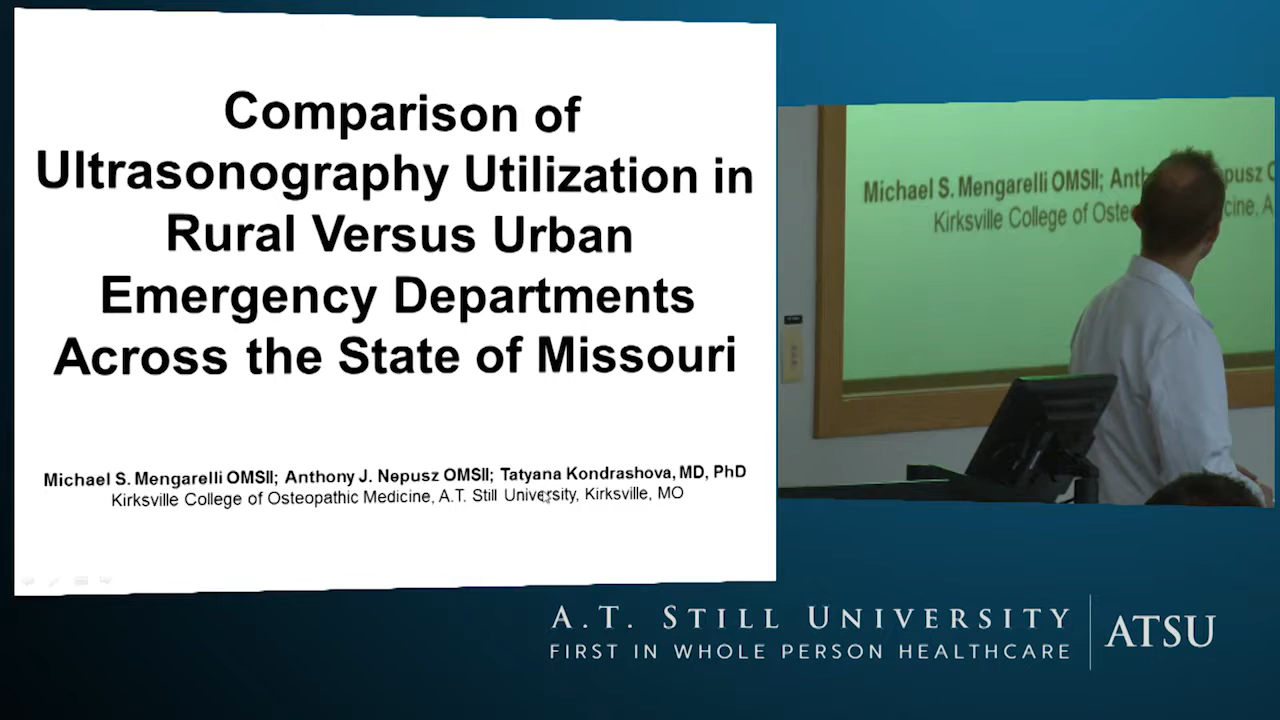 Comparison of
Ultrasonography Utilization in
Rural Versus Urban
Emergency Departments
Across the State of Missouri
Michael S. Mengarelli OMSII; Anthony J. Nepusz OMSII; Tatyana Kondrashova, MD, PhD
Kirksville College of Osteopathic Medicine, A.T. Still University, Kirksville, MO
Michael S. Mengarelli OMSII; Anth
pusz O
Kirksville College of Oste
cine, A
A.T. STILL UNIVERSITY
FIRST IN WHOLE PERSON HEALTHCARE
ATSU